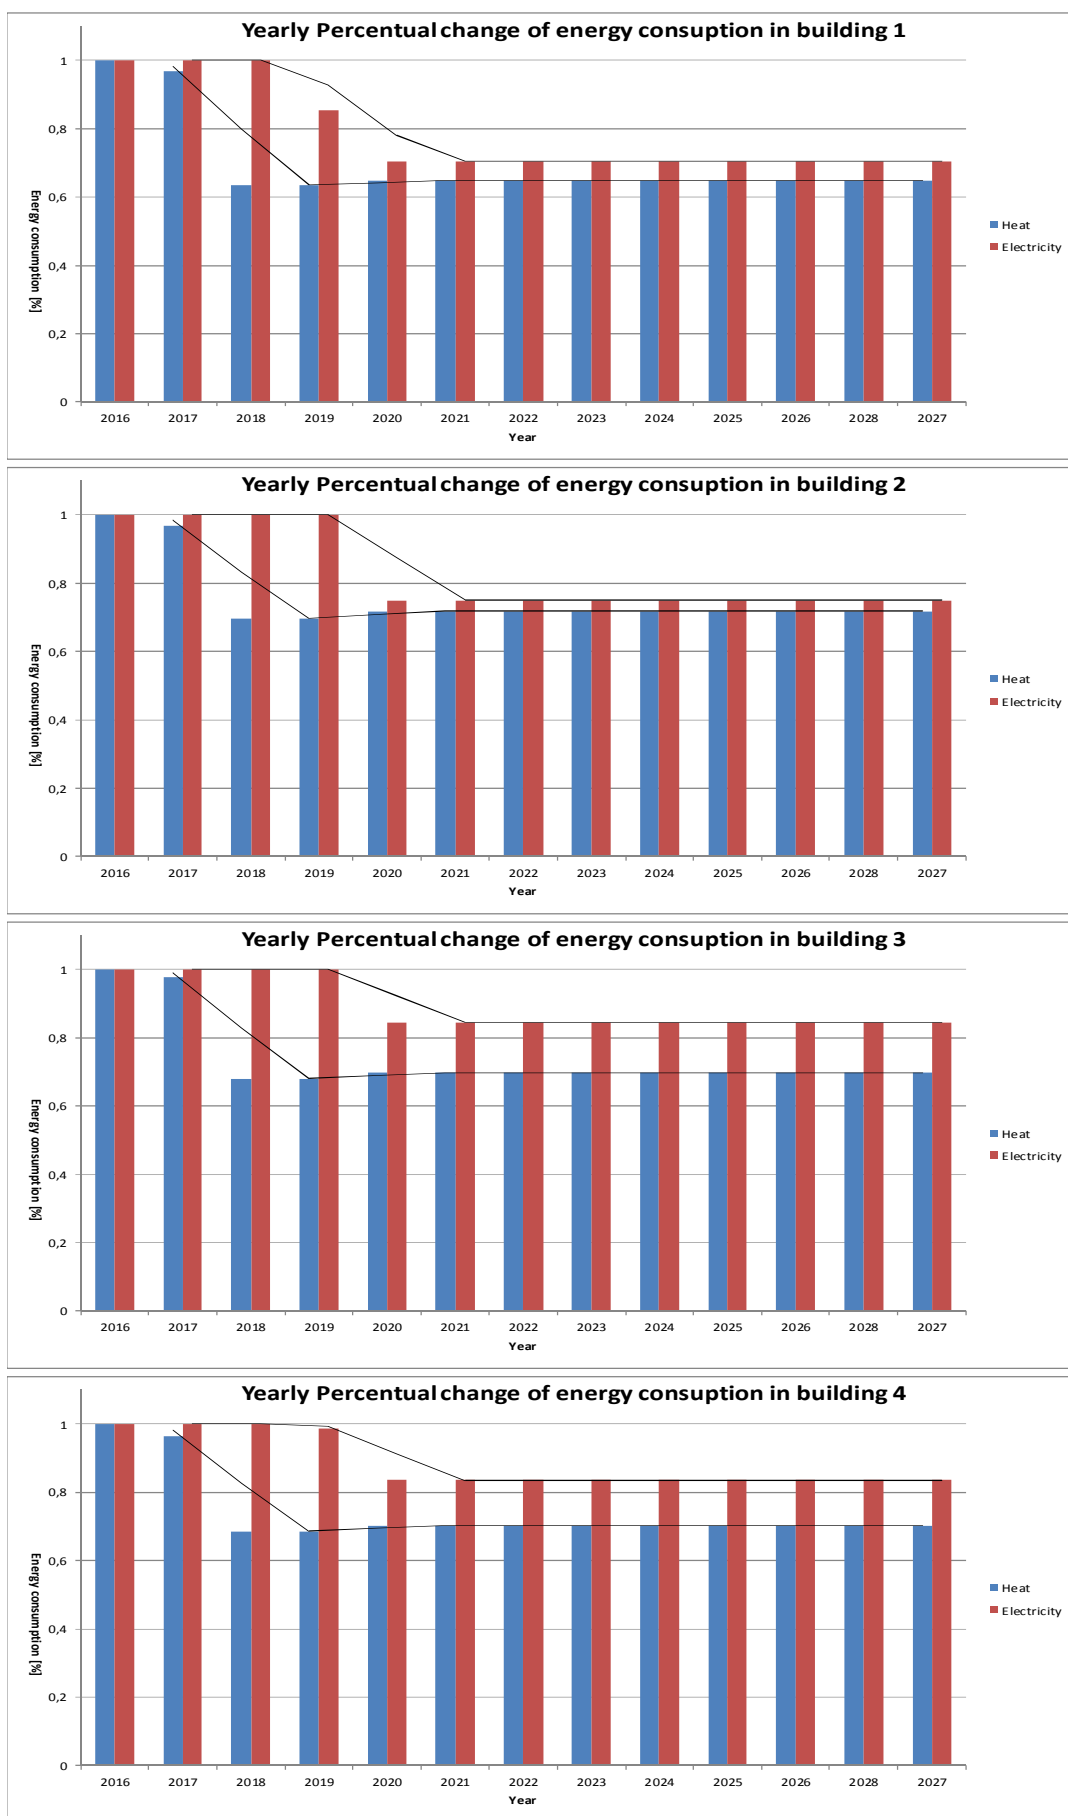 Yearly Percentual change of energy consuption in building 1
1
0,8
0,6
0,4
0,2
0
Energy consumption [%]
2016 2017 2018 2019 2020 2021 2022 2023 2024 2025 2026 2028 2027
Year
Heat
Electricity
Yearly Percentual change of energy consuption in building 2
1
0,8
0,6
0,4
0,2
0
Energy consumption [%]
2016 2017 2018 2019 2020 2021 2022 2023 2024 2025 2026 2028 2027
Year
Heat
Electricity
Yearly Percentual change of energy consuption in building 3
1
0,8
0,6
0,4
0,2
0
Energy consumption [%]
2016 2017 2018 2019 2020 2021 2022 2023 2024 2025 2026 2028 2027
Year
Heat
Electricity
Yearly Percentual change of energy consuption in building 4
1
0,8
0,6
0,4
0,2
0
Energy consumption [%]
2016 2017 2018 2019 2020 2021 2022 2023 2024 2025 2026 2028 2027
Year
Heat
Electricity